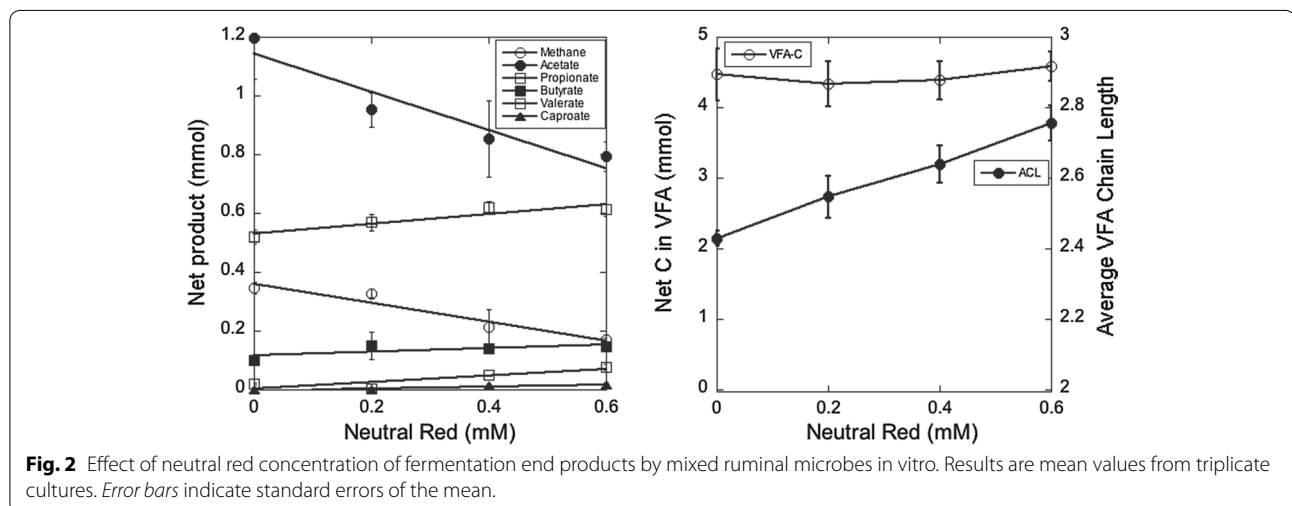 1.2
1
0.8
0.6
0.4
0.2
0
Net product (mmol)
Methane
Acetate
Propionate
Butyrate
Valerate
Caproate
0 0.2 0.4 0.6
Neutral Red (mM)
5
4
3
2
1
0
Net C in VFA (mmol)
VFA-C
ACL
3
2.8
2.6
2.4
2.2
2
Average VFA Chain Length
0 0.2 0.4 0.6
Neutral Red (mM)
Fig. 2 Effect of neutral red concentration of fermentation end products by mixed ruminal microbes in vitro. Results are mean values from triplicate
cultures. Error bars indicate standard errors of the mean.